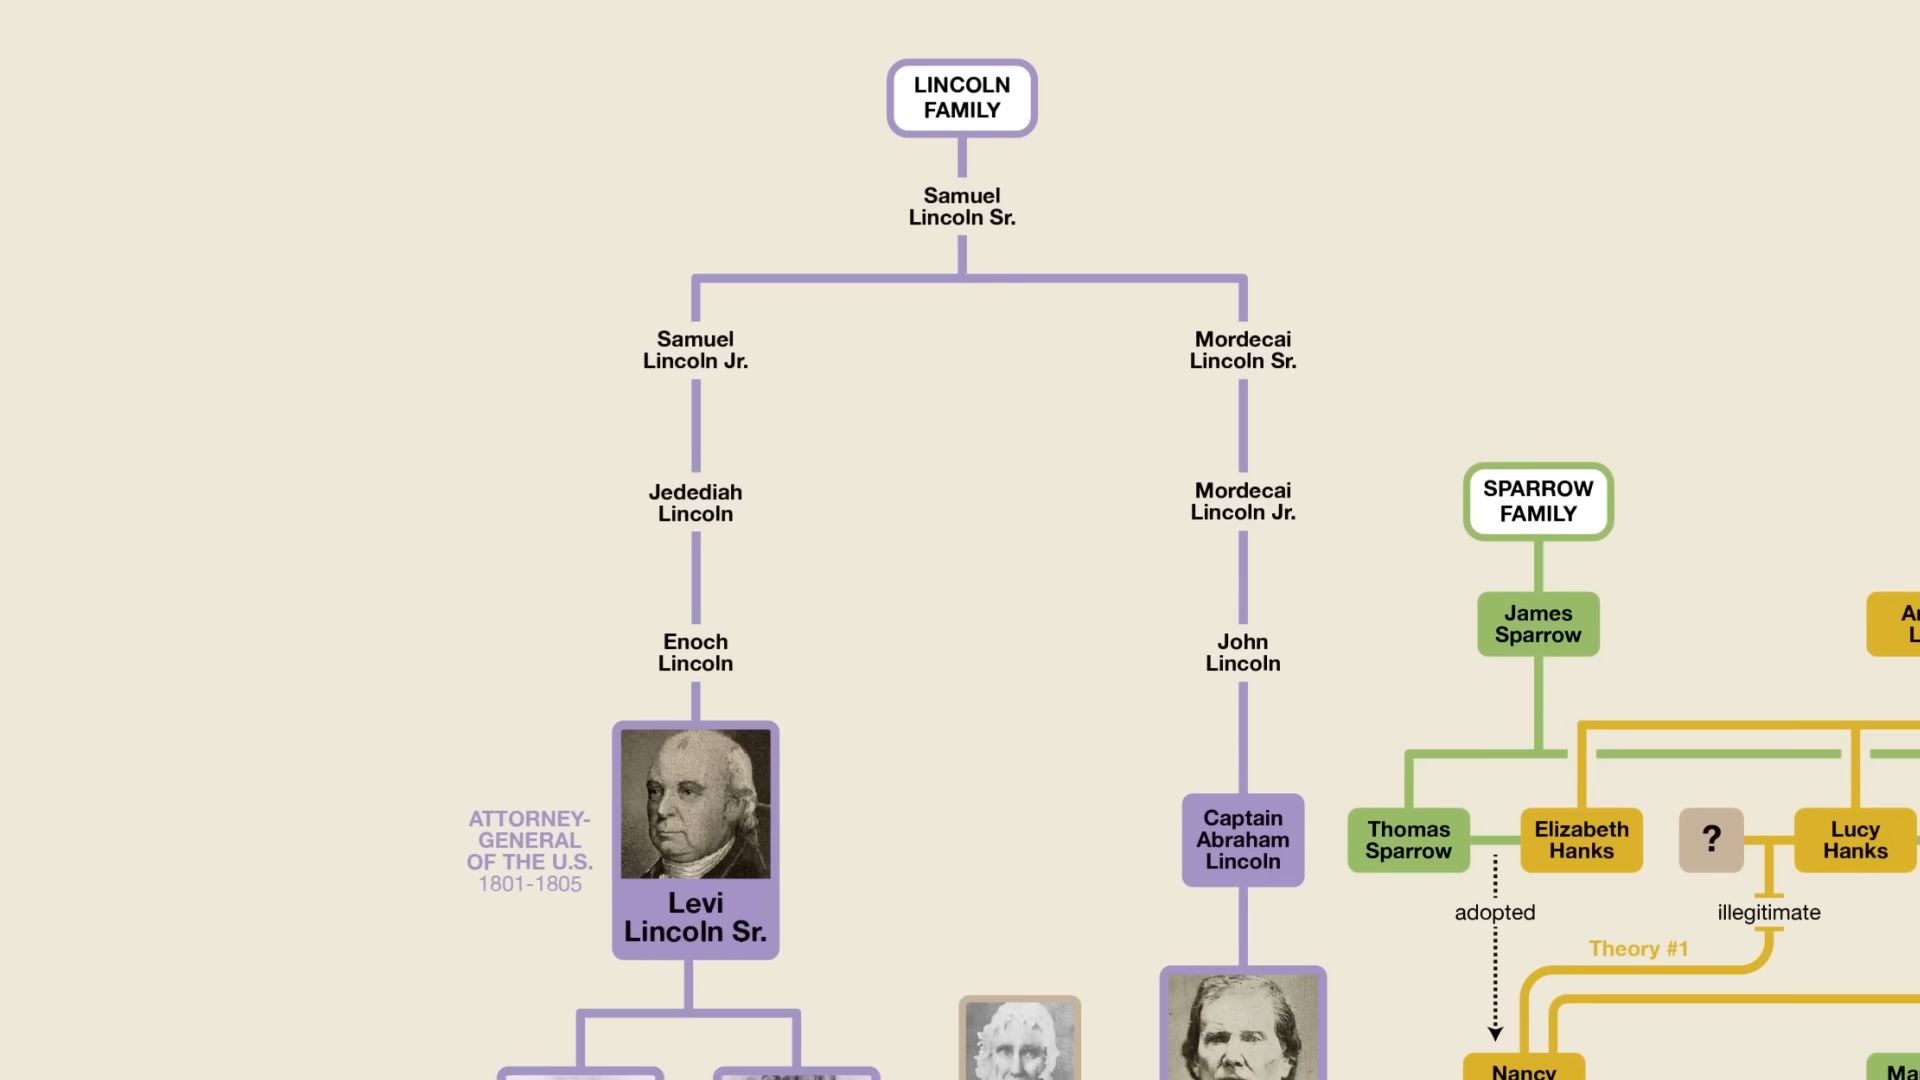 LINCOLN
FAMILY
Samuel
Lincoln Sr.
Samuel
Lincoln Jr.
Mordecai
Lincoln Sr.
Jedediah
Lincoln
Mordecai
Lincoln Jr.
SPARROW
FAMILY
James
Sparrow
Enoch
Lincoln
John
Lincoln
ATTORNEY-
GENERAL
OF THE U.S.
1801-1805
Levi
Lincoln Sr.
Captain
Abraham
Lincoln
Thomas
Sparrow
Elizabeth
Hanks
?
Lucy
Hanks
adopted
illegitimate
Theory #1
Nancy